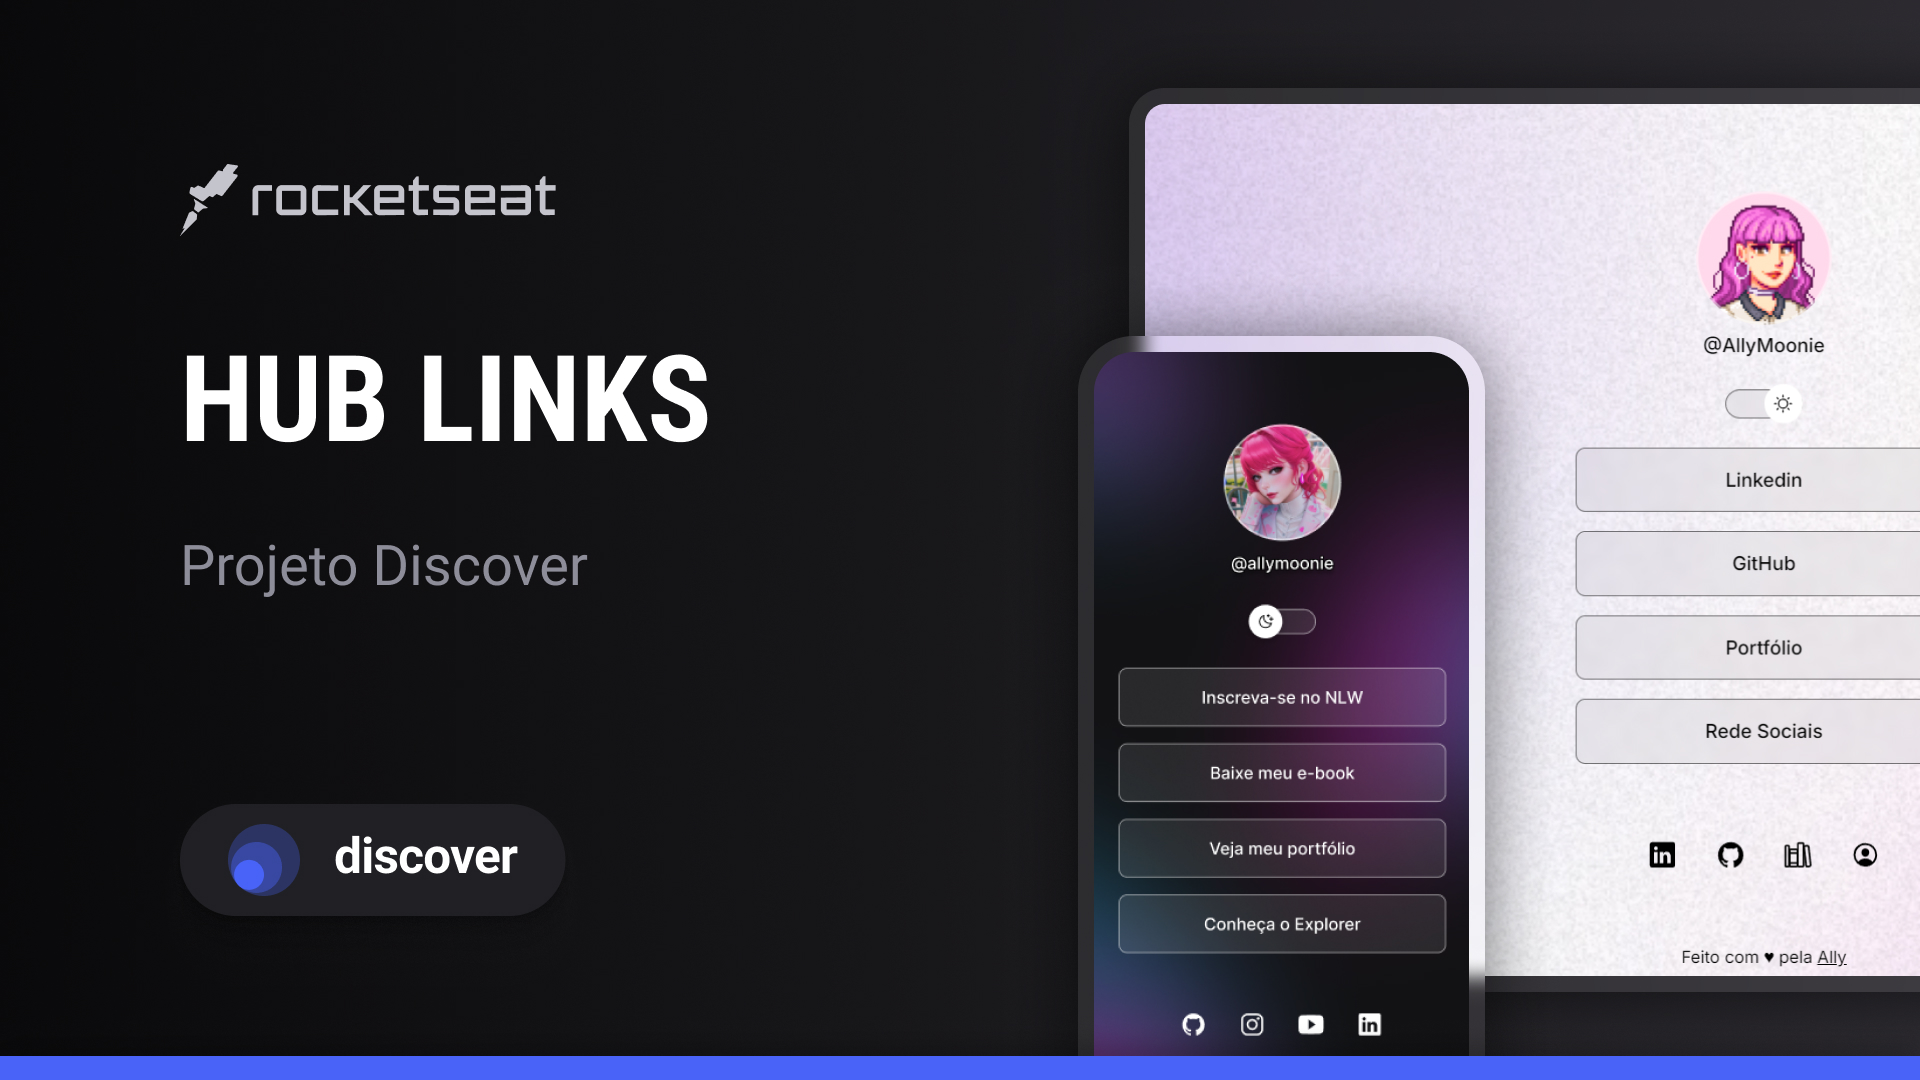 rocketseat
HUB LINKS
Projeto Discover
discover
@allymoonie
Inscreva-se no NLW
Baixe meu e-book
Veja meu portfólio
Conheça o Explorer
@AllyMoonie
Linkedin
GitHub
Portfólio
Rede Sociais
Feito com ♥ pela Ally